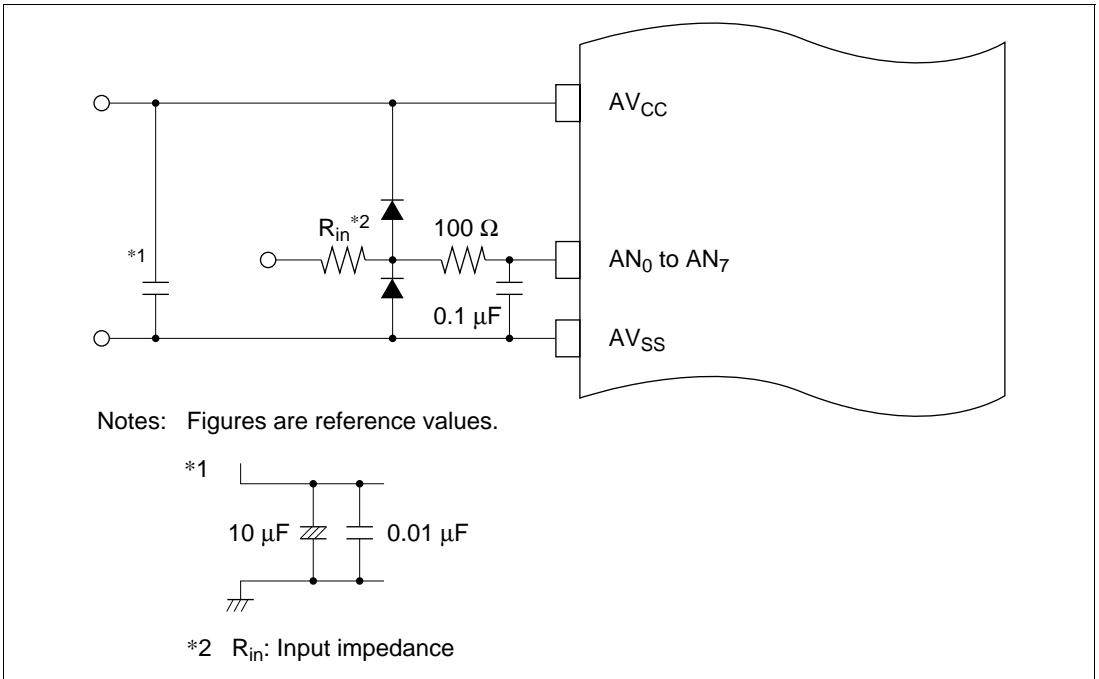 AVCC
Rin*2
100 Ω
*1
AN0 to AN7
0.1 μF
AVSS
Notes: Figures are reference values.
*1
10 μF
0.01 μF
*2 Rin: Input impedance